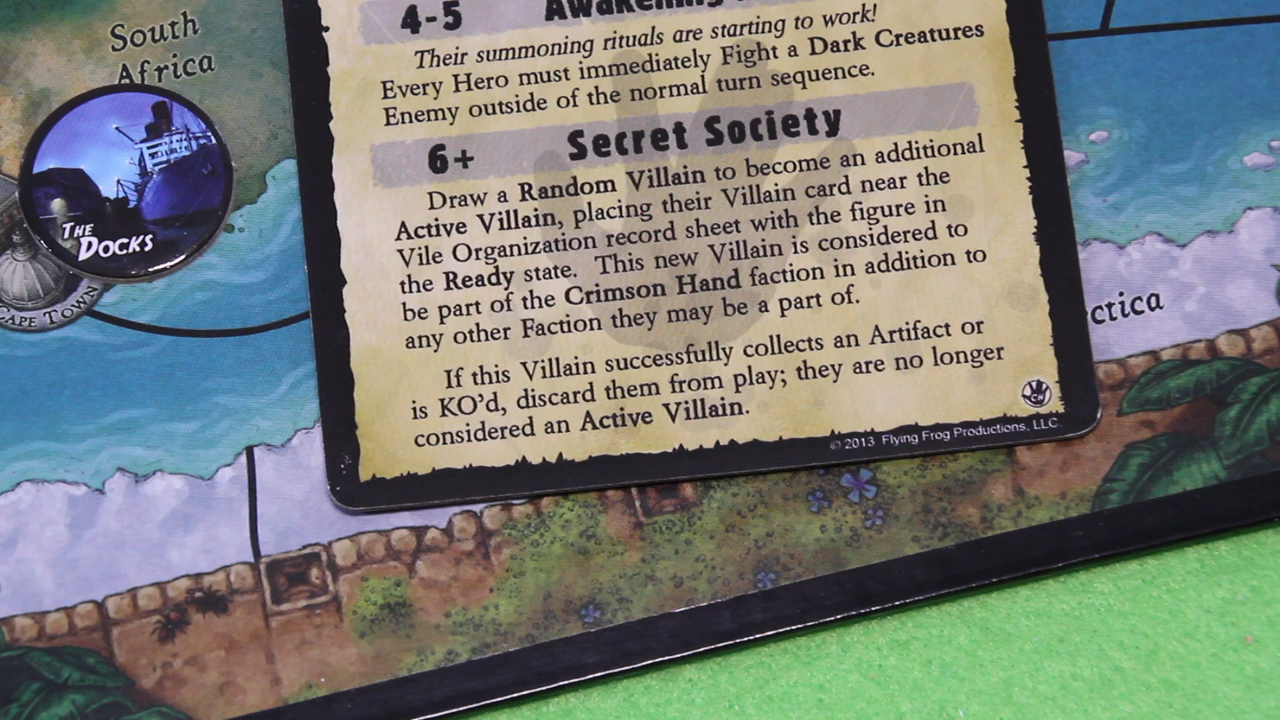 South
Africa
THE
DOCKS
CAPE TOWN
4-5 Awakening
Their summoning rituals are starting to work!
Every Hero must immediately Fight a Dark Creatures
Enemy outside of the normal turn sequence.
6+ Secret Society
Draw a Random Villain to become an additional
Active Villain, placing their Villain card near the
Vile Organization record sheet with the figure in
the Ready state. This new Villain is considered to
be part of the Crimson Hand faction in addition to
any other Faction they may be a part of.
If this Villain successfully collects an Artifact or
is KO'd, discard them from play; they are no longer
considered an Active Villain.
CH
© 2013 Flying Frog Productions, LLC.
ctica